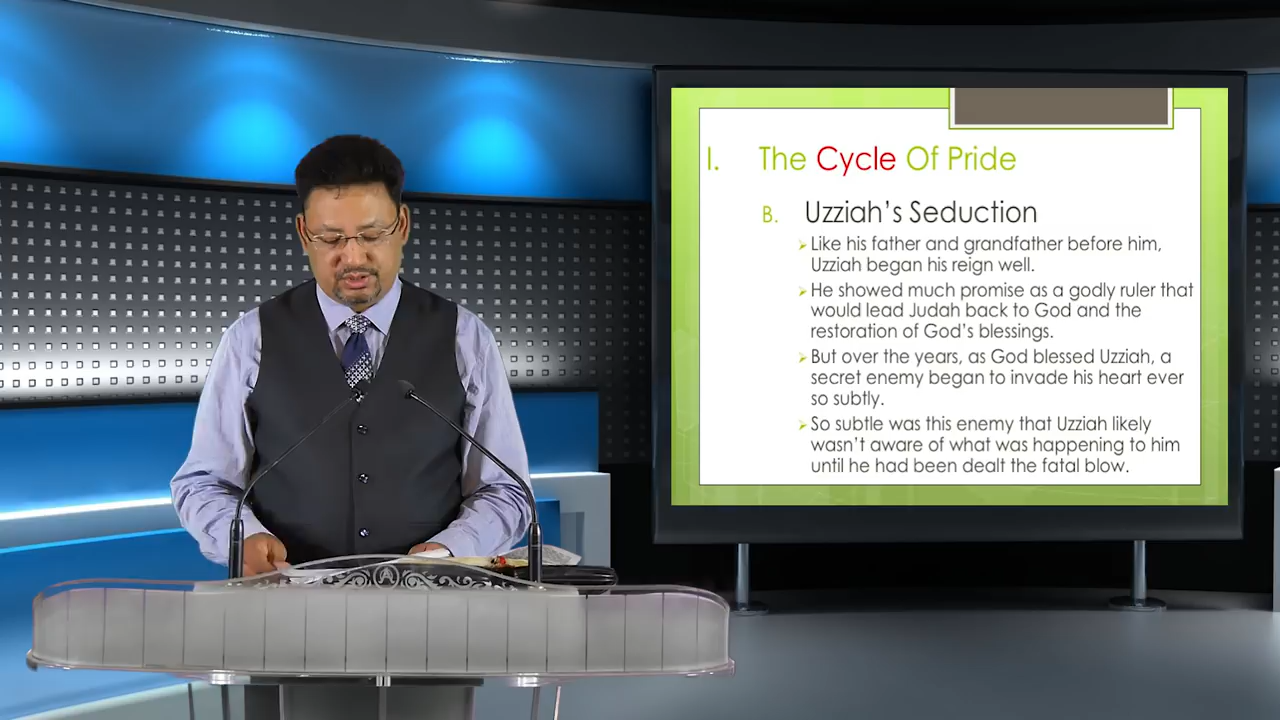 I. The Cycle Of Pride
B. Uzziah's Seduction
Like his father and grandfather before him,
Uzziah began his reign well.
He showed much promise as a godly ruler that
would lead Judah back to God and the
restoration of God's blessings.
But over the years, as God blessed Uzziah, a
secret enemy began to invade his heart ever
so subtly.
So subtle was this enemy that Uzziah likely
wasn't aware of what was happening to him
until he had been dealt the fatal blow.
A